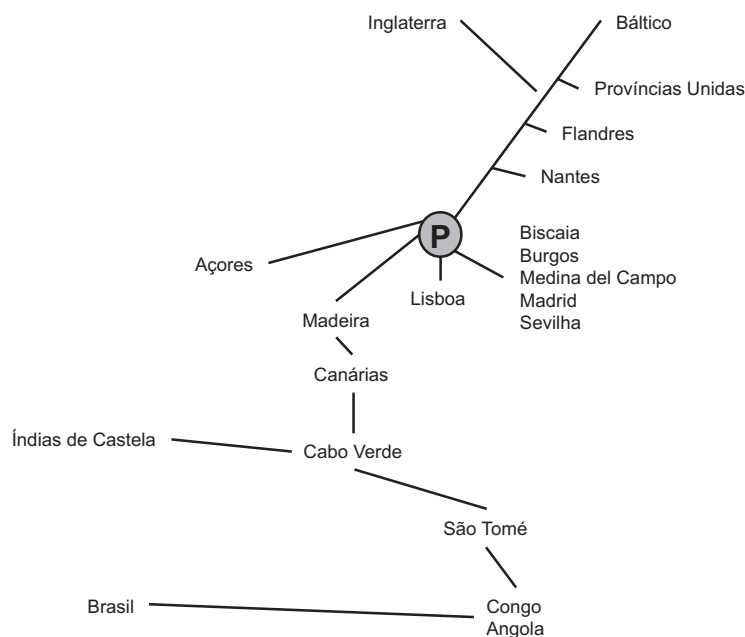 Inglaterra
Báltico
Províncias Unidas
Flandres
Nantes
P
Açores
Biscaia
Burgos
Medina del Campo
Madrid
Sevilha
Lisboa
Madeira
Canárias
Índias de Castela
Cabo Verde
São Tomé
Brasil
Congo
Angola